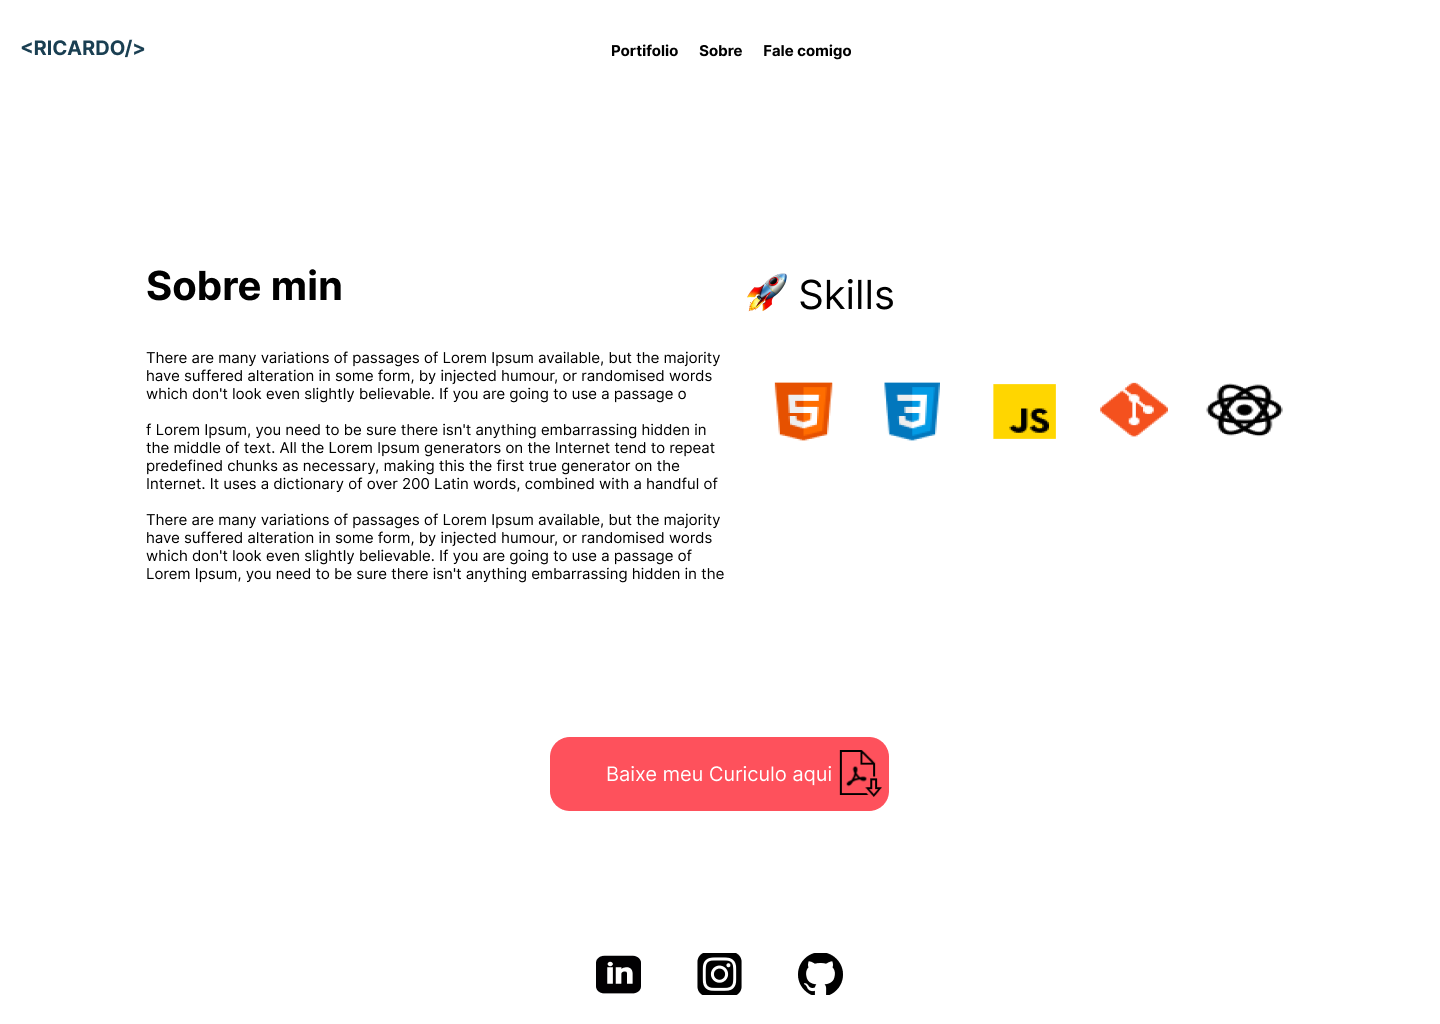 <RICARDO/>
Portifolio Sobre Fale comigo
Sobre min
There are many variations of passages of Lorem Ipsum available, but the majority
have suffered alteration in some form, by injected humour, or randomised words
which don't look even slightly believable. If you are going to use a passage o
f Lorem Ipsum, you need to be sure there isn't anything embarrassing hidden in
the middle of text. All the Lorem Ipsum generators on the Internet tend to repeat
predefined chunks as necessary, making this the first true generator on the
Internet. It uses a dictionary of over 200 Latin words, combined with a handful of
There are many variations of passages of Lorem Ipsum available, but the majority
have suffered alteration in some form, by injected humour, or randomised words
which don't look even slightly believable. If you are going to use a passage of
Lorem Ipsum, you need to be sure there isn't anything embarrassing hidden in the
🚀 Skills
5 3 JS
Baixe meu Curiculo aqui
in